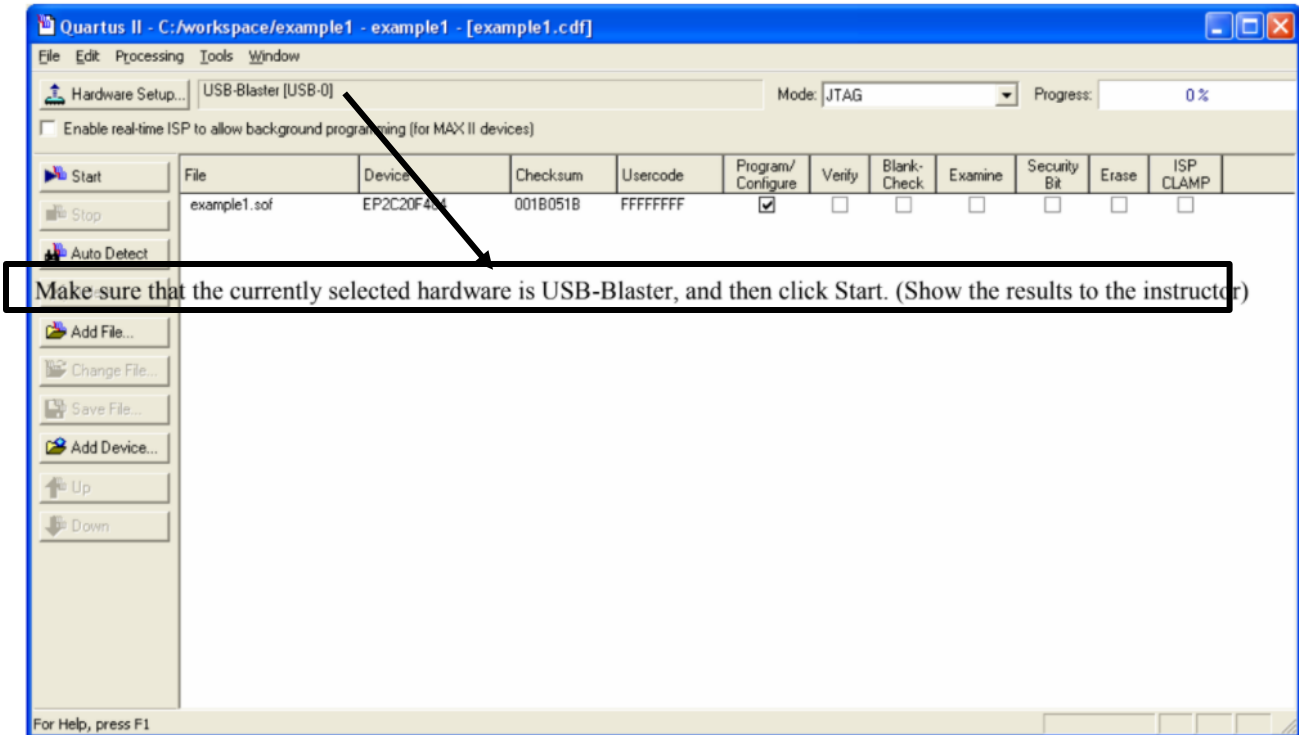 Quartus II - C:/workspace/example1 - example1 - [example1.cdf]
File Edit Processing Tools Window
Hardware Setup... USB-Blaster [USB-0] Mode: JTAG Progress: 0 %
Enable real-time ISP to allow background programming (for MAX II devices)
Start File Device Checksum Usercode Program/Configure Verify Blank-Check Examine Security Bit Erase ISP CLAMP
Stop example1.sof 001B051B FFFFFFFF
Auto Detect
Make sure that the currently selected hardware is USB-Blaster, and then click Start. (Show the results to the instructor)
Add File...
Change File...
Save File...
Add Device...
Up
Down
For Help, press F1